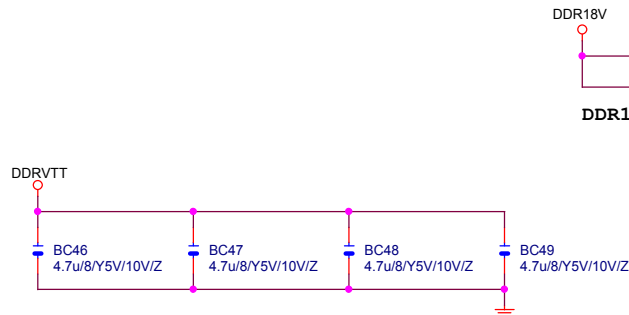 DDR18V
DDR1
DDRVTT
BC46
4.7u/8/Y5V/10V/Z
BC47
4.7u/8/Y5V/10V/Z
BC48
4.7u/8/Y5V/10V/Z
BC49
4.7u/8/Y5V/10V/Z